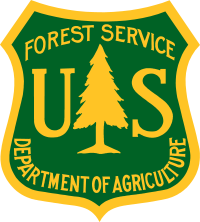 FOREST SERVICE
U S
DEPARTMENT OF AGRICULTURE